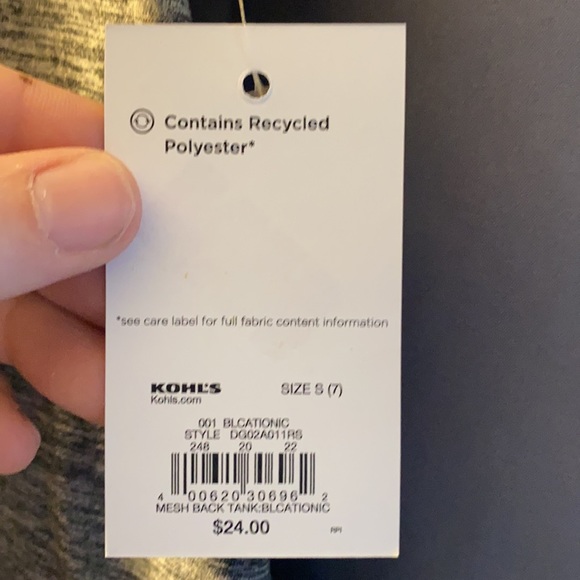 Contains Recycled
Polyester*
*see care label for full fabric content information
KOHL'S SIZE S (7)
Kohls.com
001 BLCATIONIC
STYLE DG02A011RS
248 20 22
4 00620 30696 2
MESH BACK TANK:BLCATIONIC
$24.00 RPI